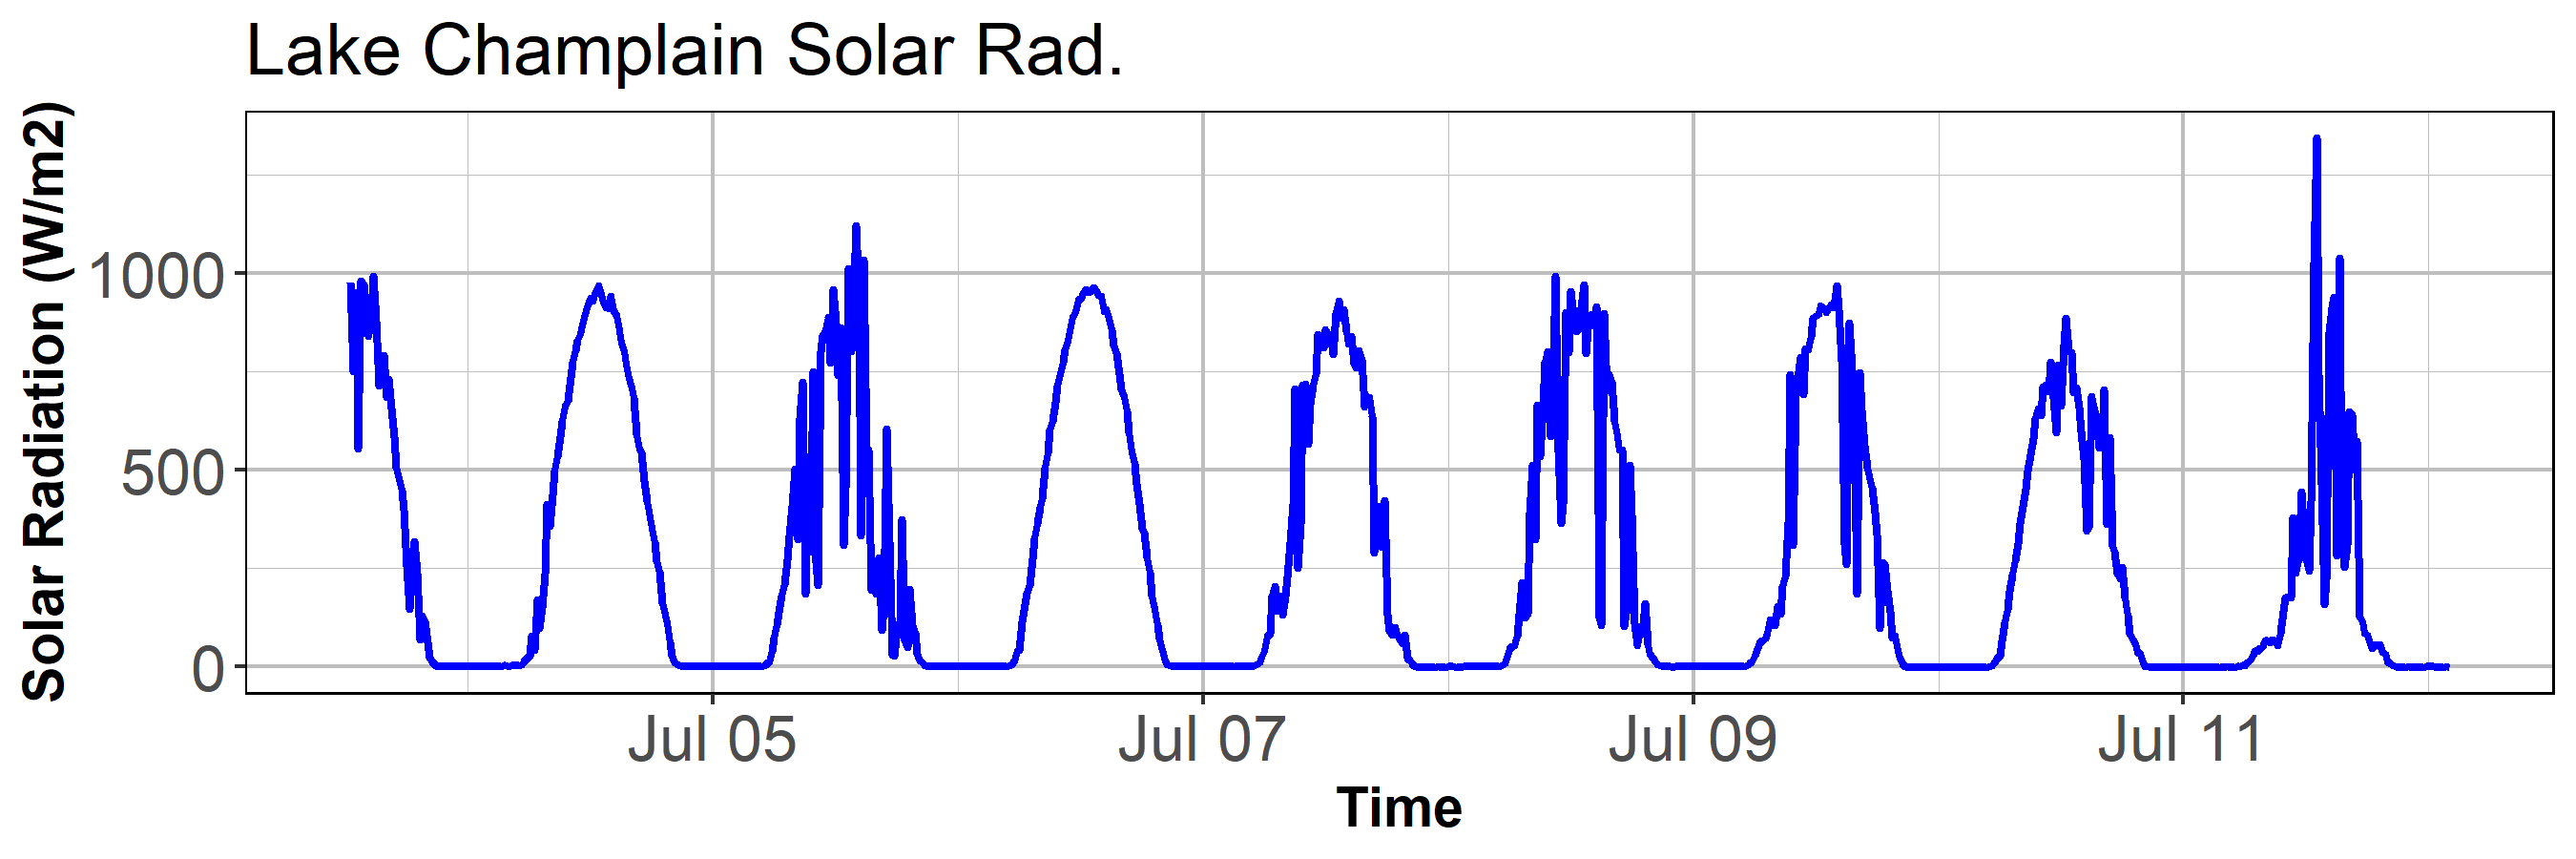 Lake Champlain Solar Rad.
Solar Radiation (W/m2)
1000
500
0
Jul 05 Jul 07 Jul 09 Jul 11
Time